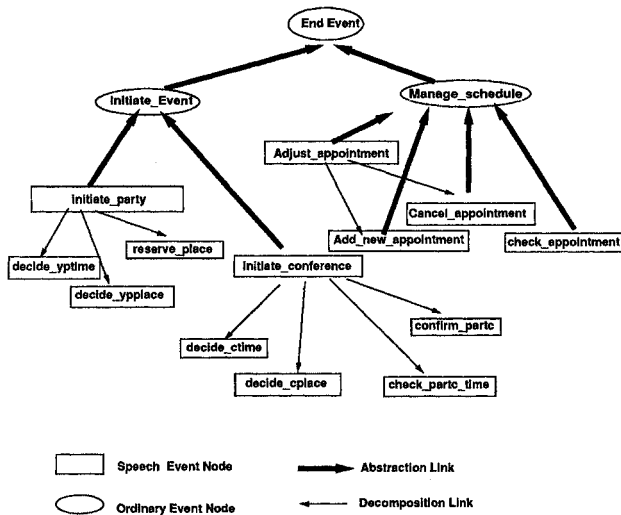 End Event
Initiate_Event
Manage_schedule
Adjust_appointment
initiate_party
Cancel_appointment
reserve_place
Add_new_appointment
check_appointment
decide_yptime
initiate_conference
decide_ypplace
confirm_partc
decide_ctime
decide_cplace
check_partc_time
Speech Event Node
Abstraction Link
Ordinary Event Node
Decomposition Link